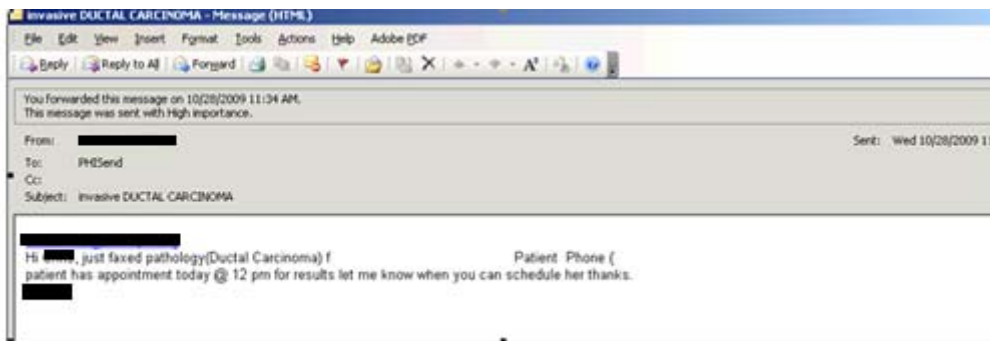 invasive DUCTAL CARCINOMA - Message (HTML)
File Edit View Insert Format Tools Actions Help Adobe PDF
Reply Reply to All Forward
You forwarded this message on 10/28/2009 11:34 AM.
This message was sent with High importance.
From: Sent: Wed 10/28/2009 1
To: PHISend
Cc:
Subject: invasive DUCTAL CARCINOMA
Hi , just faxed pathology(Ductal Carcinoma) f Patient Phone (
patient has appointment today @ 12 pm for results let me know when you can schedule her thanks.